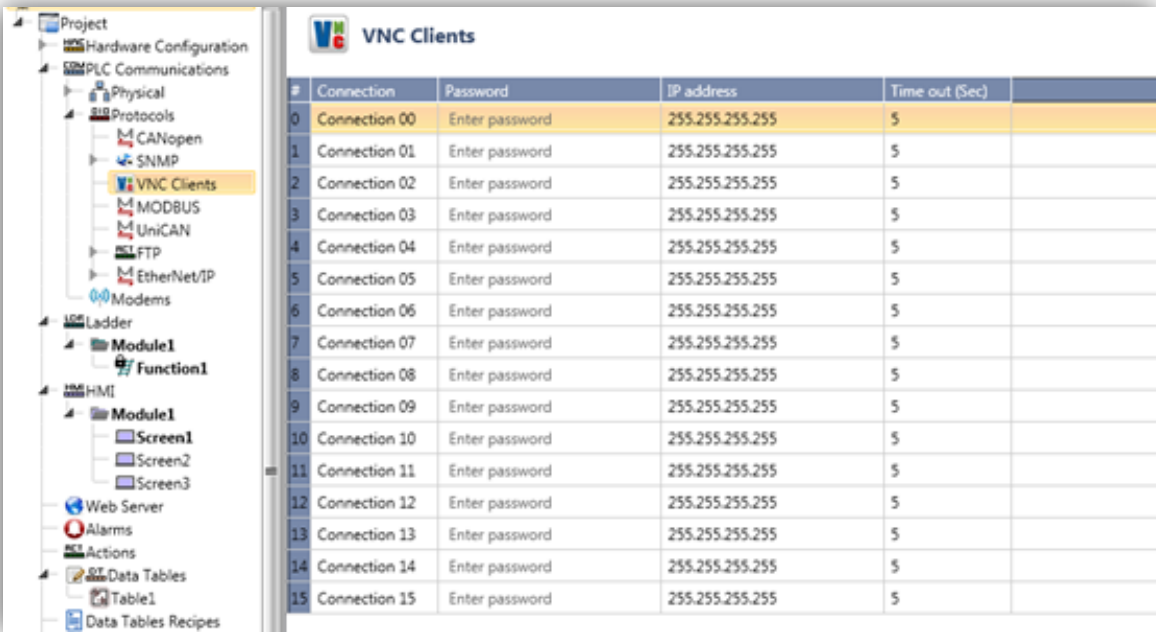 Project
Hardware Configuration
PLC Communications
Physical
Protocols
CANopen
SNMP
VNC Clients
MODBUS
UniCAN
FTP
EtherNet/IP
Modems
Ladder
Module1
Function1
HMI
Module1
Screen1
Screen2
Screen3
Web Server
Alarms
Actions
Data Tables
Table1
Data Tables Recipes
VNC Clients
# Connection Password IP address Time out (Sec)
0 Connection 00 Enter password 255.255.255.255 5
1 Connection 01 Enter password 255.255.255.255 5
2 Connection 02 Enter password 255.255.255.255 5
3 Connection 03 Enter password 255.255.255.255 5
4 Connection 04 Enter password 255.255.255.255 5
5 Connection 05 Enter password 255.255.255.255 5
6 Connection 06 Enter password 255.255.255.255 5
7 Connection 07 Enter password 255.255.255.255 5
8 Connection 08 Enter password 255.255.255.255 5
9 Connection 09 Enter password 255.255.255.255 5
10 Connection 10 Enter password 255.255.255.255 5
11 Connection 11 Enter password 255.255.255.255 5
12 Connection 12 Enter password 255.255.255.255 5
13 Connection 13 Enter password 255.255.255.255 5
14 Connection 14 Enter password 255.255.255.255 5
15 Connection 15 Enter password 255.255.255.255 5